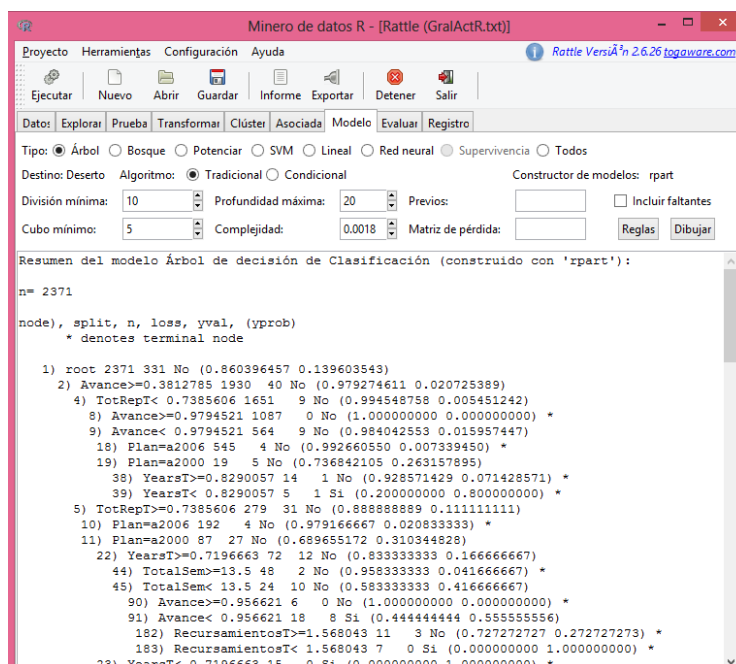 Minero de datos R - [Rattle (GralActR.txt)]
Proyecto Herramientas Configuración Ayuda Rattle VersiÃ³n 2.6.26 togaware.com
Ejecutar Nuevo Abrir Guardar Informe Exportar Detener Salir
Datos Explorar Prueba Transformar Clúster Asociada Modelo Evaluar Registro
Tipo: Árbol Bosque Potenciar SVM Lineal Red neural Supervivencia Todos
Destino: Deserto Algoritmo: Tradicional Condicional Constructor de modelos: rpart
División mínima: 10 Profundidad máxima: 20 Previos: Incluir faltantes
Cubo mínimo: 5 Complejidad: 0.0018 Matriz de pérdida: Reglas Dibujar
Resumen del modelo Árbol de decisión de Clasificación (construido con 'rpart'):
n= 2371
node), split, n, loss, yval, (yprob)
* denotes terminal node
1) root 2371 331 No (0.860396457 0.139603543)
2) Avance>=0.3812785 1930 40 No (0.979274611 0.020725389)
4) TotRepT< 0.7385606 1651 9 No (0.994548758 0.005451242)
8) Avance>=0.9794521 1087 0 No (1.000000000 0.000000000) *
9) Avance< 0.9794521 564 9 No (0.984042553 0.015957447)
18) Plan=a2006 545 4 No (0.992660550 0.007339450) *
19) Plan=a2000 19 5 No (0.736842105 0.263157895)
38) YearsT>=0.8290057 14 1 No (0.928571429 0.071428571) *
39) YearsT< 0.8290057 5 1 Si (0.200000000 0.800000000) *
5) TotRepT>=0.7385606 279 31 No (0.888888889 0.111111111)
10) Plan=a2006 192 4 No (0.979166667 0.020833333) *
11) Plan=a2000 87 27 No (0.689655172 0.310344828)
22) YearsT>=0.7196663 72 12 No (0.833333333 0.166666667)
44) TotalSem>=13.5 48 2 No (0.958333333 0.041666667) *
45) TotalSem< 13.5 24 10 No (0.583333333 0.416666667)
90) Avance>=0.956621 6 0 No (1.000000000 0.000000000) *
91) Avance< 0.956621 18 8 Si (0.444444444 0.555555556)
182) RecursamientosT>=1.568043 11 3 No (0.727272727 0.272727273) *
183) RecursamientosT< 1.568043 7 0 Si (0.000000000 1.000000000) *
23) YearsT< 0.7196663 15 0 Si (0.000000000 1.000000000) *